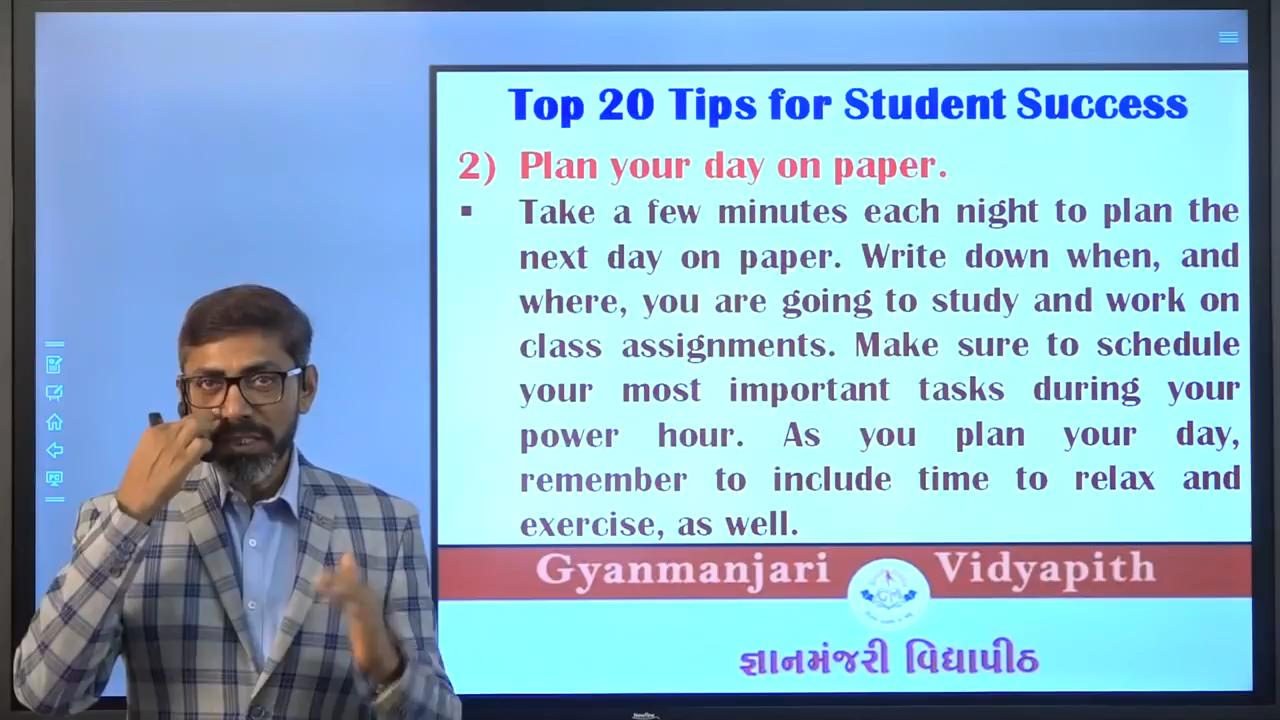 Top 20 Tips for Student Success
2) Plan your day on paper.
▪ Take a few minutes each night to plan the
next day on paper. Write down when, and
where, you are going to study and work on
class assignments. Make sure to schedule
your most important tasks during your
power hour. As you plan your day,
remember to include time to relax and
exercise, as well.
Gyanmanjari Vidyapith
GM
જ્ઞાનમંજરી વિદ્યાપીઠ
PC
Newline